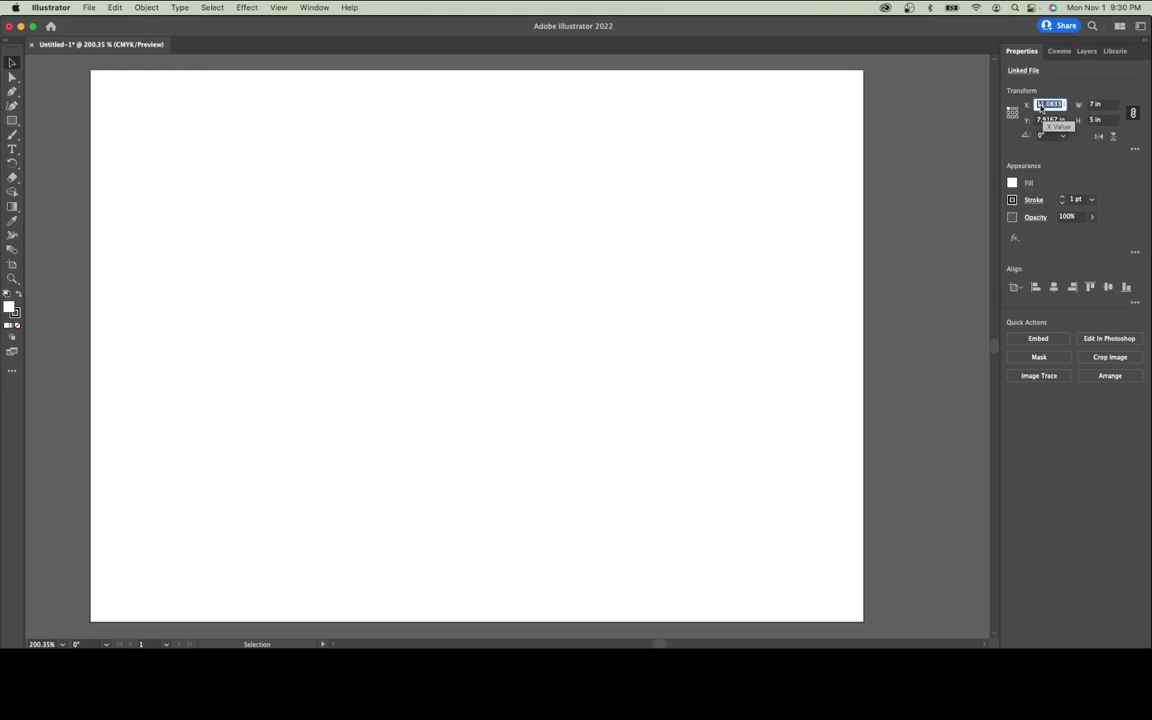 Illustrator File Edit Object Type Select Effect View Window Help Mon Nov 1 9:30 PM
Adobe Illustrator 2022 Share
× Untitled-1* @ 200.35 % (CMYK/Preview)
Properties Comme Layers Librarie
Linked File
Transform
X: W: 7 in
Y: 7.9167 in H: 5 in
X Value
0°
Appearance
Fill
Stroke 1 pt
Opacity 100%
fx.
Align
Quick Actions
Embed Edit In Photoshop
Mask Crop Image
Image Trace Arrange
200.35% 0° 1 Selection